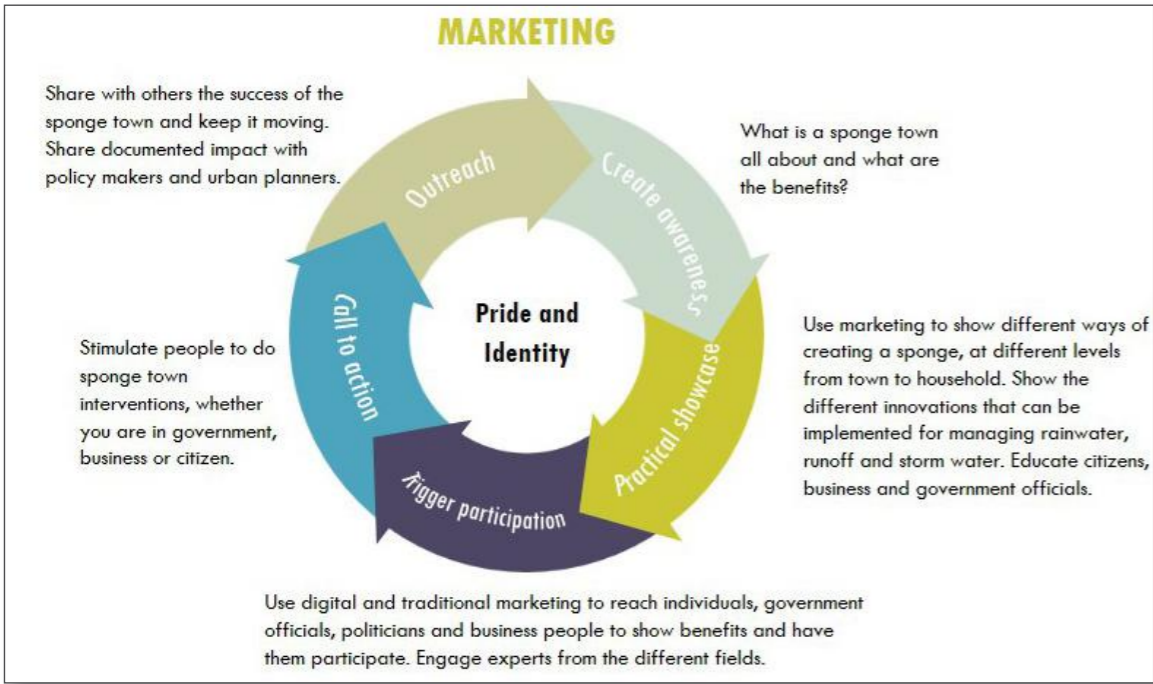 MARKETING
Share with others the success of the
sponge town and keep it moving.
Share documented impact with
policy makers and urban planners.
Outreach
Create awareness
What is a sponge town
all about and what are
the benefits?
Pride and
Identity
Call to action
Stimulate people to do
sponge town
interventions, whether
you are in government,
business or citizen.
Practical showcase
Use marketing to show different ways of
creating a sponge, at different levels
from town to household. Show the
different innovations that can be
implemented for managing rainwater,
runoff and storm water. Educate citizens,
business and government officials.
Trigger participation
Use digital and traditional marketing to reach individuals, government
officials, politicians and business people to show benefits and have
them participate. Engage experts from the different fields.